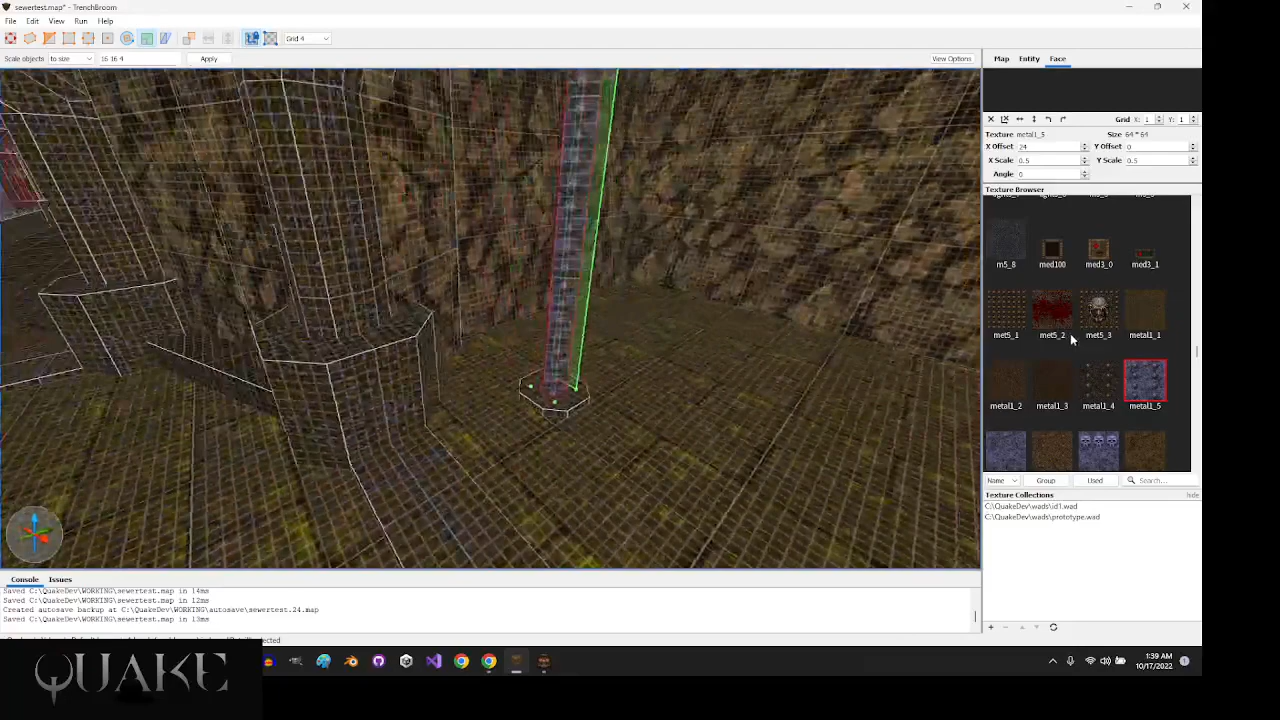 sewertest.map* - TrenchBroom
File Edit View Run Help
Grid 4
Scale objects to size 16 16 4 Apply View Options
Map Entity Face
Grid X: 1 Y: 1
Texture metal1_5 Size 64 * 64
X Offset 24 Y Offset 0
X Scale 0.5 Y Scale 0.5
Angle 0
Texture Browser
m5_8 med100 med3_0 med3_1
met5_1 met5_2 met5_3 metal1_1
metal1_2 metal1_3 metal1_4 metal1_5
Name Group Used Search...
Texture Collections hide
C:\QuakeDev\wads\id1.wad
C:\QuakeDev\wads\prototype.wad
Console Issues
Saved C:\QuakeDev\WORKING\sewertest.map in 14ms
Saved C:\QuakeDev\WORKING\sewertest.map in 12ms
Created autosave backup at C:\QuakeDev\WORKING\autosave\sewertest.24.map
Saved C:\QuakeDev\WORKING\sewertest.map in 13ms
QUAKE
1:39 AM
10/17/2022
1